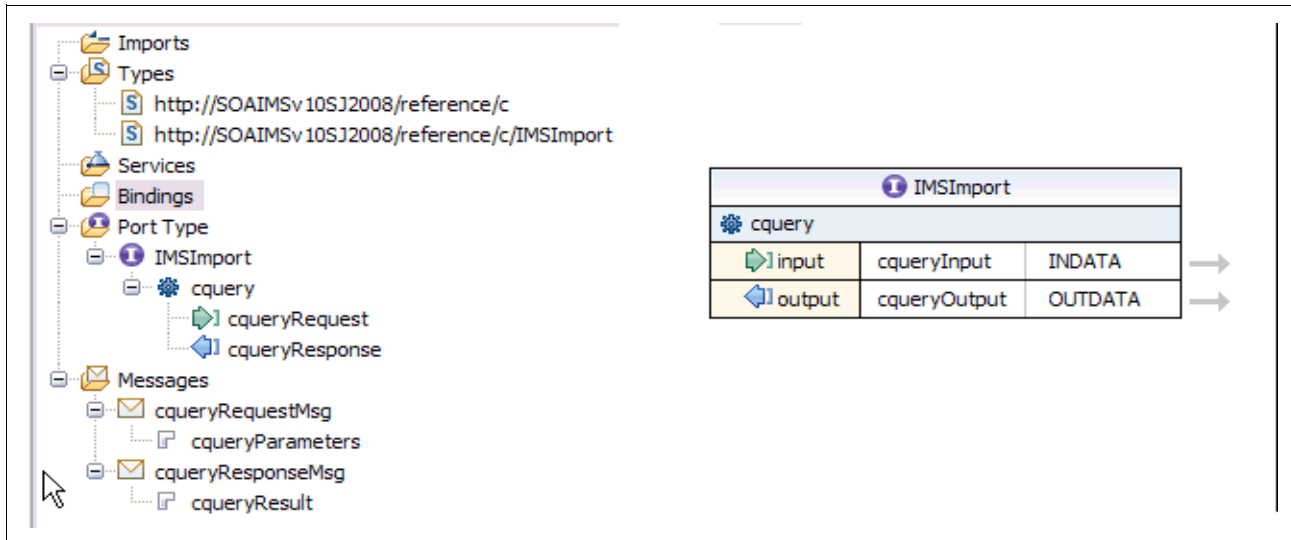 Imports
Types
http://SOAIMSv10SJ2008/reference/c
http://SOAIMSv10SJ2008/reference/c/IMSImport
Services
Bindings
Port Type
IMSImport
cquery
cqueryRequest
cqueryResponse
Messages
cqueryRequestMsg
cqueryParameters
cqueryResponseMsg
cqueryResult
IMSImport
cquery
input cqueryInput INDATA
output cqueryOutput OUTDATA